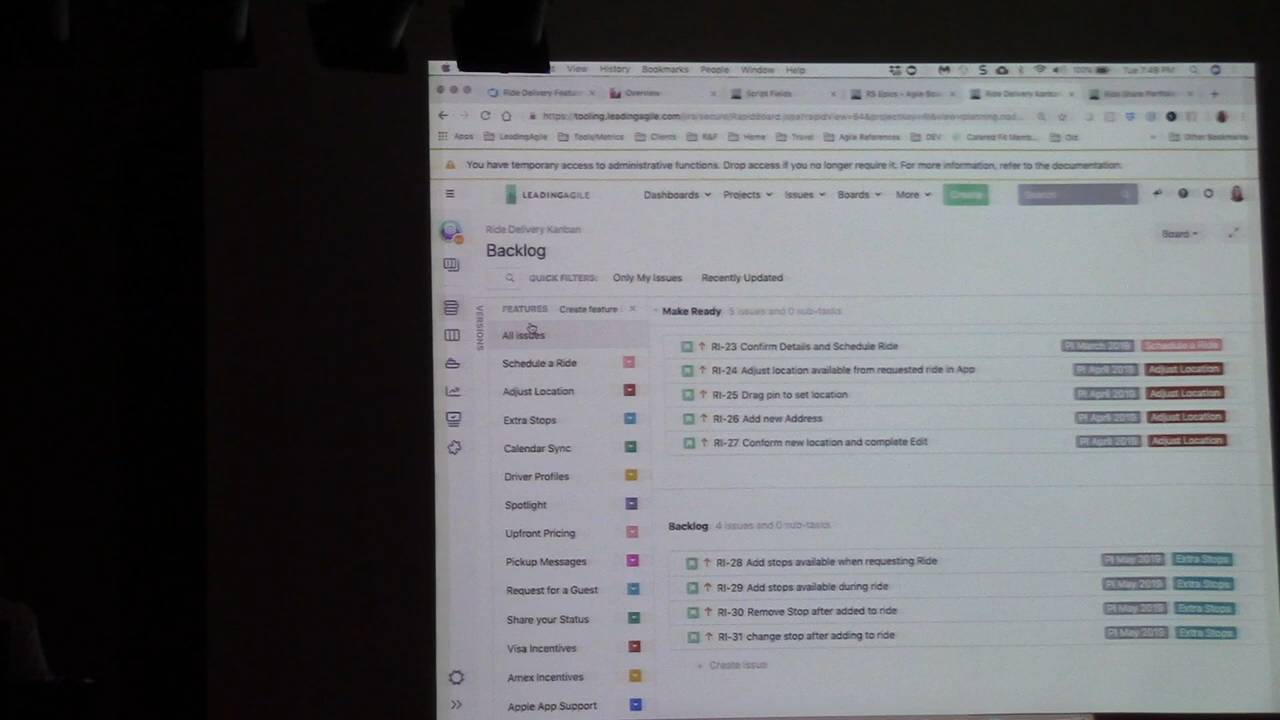 View History Bookmarks People Window Help 100% Tue 7:48 PM
Ride Delivery Featu Overview Script Fields RS Epics - Agile Boa Ride Delivery Kanban Ride Share Portfolio
https://tooling.leadingagile.com
Apps LeadingAgile Tools/Metrics Clients R&F Home Travel Agile References DEV Cared Fit Memb... Old Other Bookmarks
You have temporary access to administrative functions. Drop access if you no longer require it. For more information, refer to the documentation.
LEADINGAGILE Dashboards Projects Issues Boards More Create Search
Ride Delivery Kanban
Board
Backlog
QUICK FILTERS: Only My Issues Recently Updated
VERSIONS
FEATURES Create feature
All issues
Schedule a Ride
Adjust Location
Extra Stops
Calendar Sync
Driver Profiles
Spotlight
Upfront Pricing
Pickup Messages
Request for a Guest
Share your Status
Visa Incentives
Amex Incentives
Apple App Support
Make Ready 5 issues and 0 sub-tasks
RI-23 Confirm Details and Schedule Ride PI March 2019 Schedule a Ride
RI-24 Adjust location available from requested ride in App PI April 2019 Adjust Location
RI-25 Drag pin to set location PI April 2019 Adjust Location
RI-26 Add new Address PI April 2019 Adjust Location
RI-27 Conform new location and complete Edit PI April 2019 Adjust Location
Backlog 4 issues and 0 sub-tasks
RI-28 Add stops available when requesting Ride PI May 2019 Extra Stops
RI-29 Add stops available during ride PI May 2019 Extra Stops
RI-30 Remove Stop after added to ride PI May 2019 Extra Stops
RI-31 change stop after adding to ride PI May 2019 Extra Stops
+ Create issue